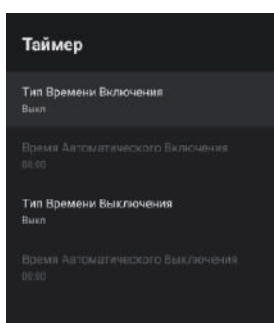 Таймер
Тип Времени Включения
Выкл
Время Автоматического Включения
00:00
Тип Времени Выключения
Выкл
Время Автоматического Выключения
00:00